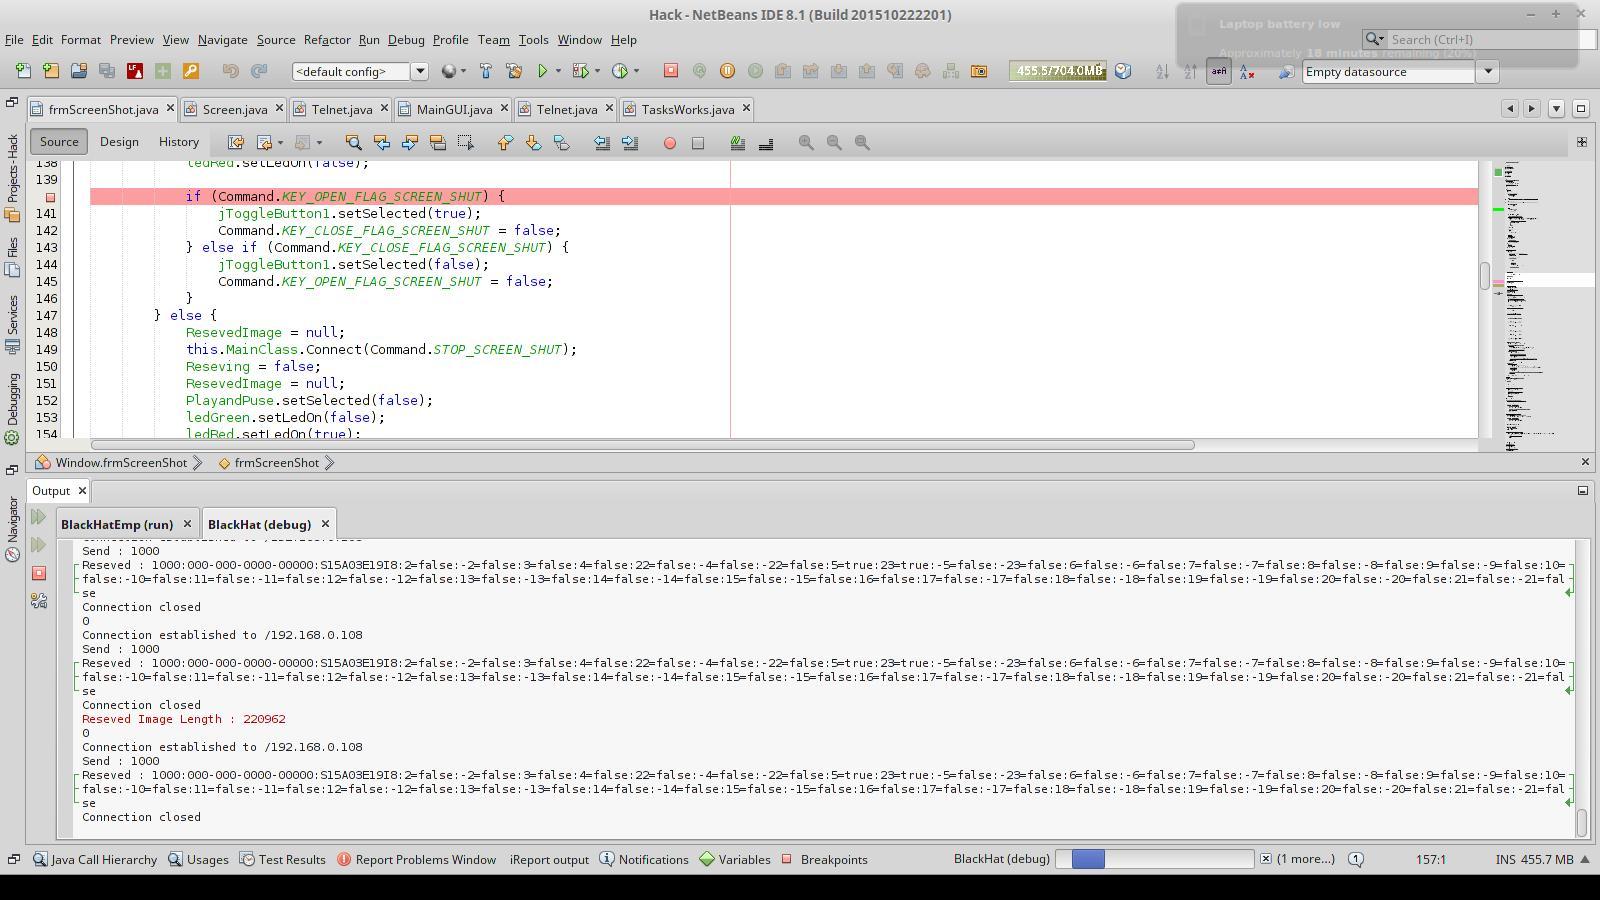 Hack - NetBeans IDE 8.1 (Build 201510222201)
Laptop battery low
Approximately 18 minutes remaining (20%)
File Edit Format Preview View Navigate Source Refactor Run Debug Profile Team Tools Window Help
Search (Ctrl+I)
<default config>
455.5/704.0MB
Empty datasource
frmScreenShot.java
Screen.java
Telnet.java
MainGUI.java
Telnet.java
TasksWorks.java
Source Design History
Projects - Hack
Files
Services
Debugging
Navigator
138 ledRed.setLedOn(false);
139
if (Command.KEY_OPEN_FLAG_SCREEN_SHUT) {
141 jToggleButton1.setSelected(true);
142 Command.KEY_CLOSE_FLAG_SCREEN_SHUT = false;
143 } else if (Command.KEY_CLOSE_FLAG_SCREEN_SHUT) {
144 jToggleButton1.setSelected(false);
145 Command.KEY_OPEN_FLAG_SCREEN_SHUT = false;
146 }
147 } else {
148 ResevedImage = null;
149 this.MainClass.Connect(Command.STOP_SCREEN_SHUT);
150 Reseving = false;
151 ResevedImage = null;
152 PlayandPuse.setSelected(false);
153 ledGreen.setLedOn(false);
154 ledRed.setLedOn(true);
Window.frmScreenShot
frmScreenShot
Output
BlackHatEmp (run)
BlackHat (debug)
Send : 1000
Reseved : 1000:000-000-0000-00000:S15A03E19I8:2=false:-2=false:3=false:4=false:22=false:-4=false:-22=false:5=true:23=true:-5=false:-23=false:6=false:-6=false:7=false:-7=false:8=false:-8=false:9=false:-9=false:10=
false:-10=false:11=false:-11=false:12=false:-12=false:13=false:-13=false:14=false:-14=false:15=false:-15=false:16=false:17=false:-17=false:18=false:-18=false:19=false:-19=false:20=false:-20=false:21=false:-21=fal
se
Connection closed
0
Connection established to /192.168.0.108
Send : 1000
Reseved : 1000:000-000-0000-00000:S15A03E19I8:2=false:-2=false:3=false:4=false:22=false:-4=false:-22=false:5=true:23=true:-5=false:-23=false:6=false:-6=false:7=false:-7=false:8=false:-8=false:9=false:-9=false:10=
false:-10=false:11=false:-11=false:12=false:-12=false:13=false:-13=false:14=false:-14=false:15=false:-15=false:16=false:17=false:-17=false:18=false:-18=false:19=false:-19=false:20=false:-20=false:21=false:-21=fal
se
Connection closed
Reseved Image Length : 220962
0
Connection established to /192.168.0.108
Send : 1000
Reseved : 1000:000-000-0000-00000:S15A03E19I8:2=false:-2=false:3=false:4=false:22=false:-4=false:-22=false:5=true:23=true:-5=false:-23=false:6=false:-6=false:7=false:-7=false:8=false:-8=false:9=false:-9=false:10=
false:-10=false:11=false:-11=false:12=false:-12=false:13=false:-13=false:14=false:-14=false:15=false:-15=false:16=false:17=false:-17=false:18=false:-18=false:19=false:-19=false:20=false:-20=false:21=false:-21=fal
se
Connection closed
Java Call Hierarchy Usages Test Results Report Problems Window iReport output Notifications Variables Breakpoints BlackHat (debug) (1 more...) 1 157:1 INS 455.7 MB